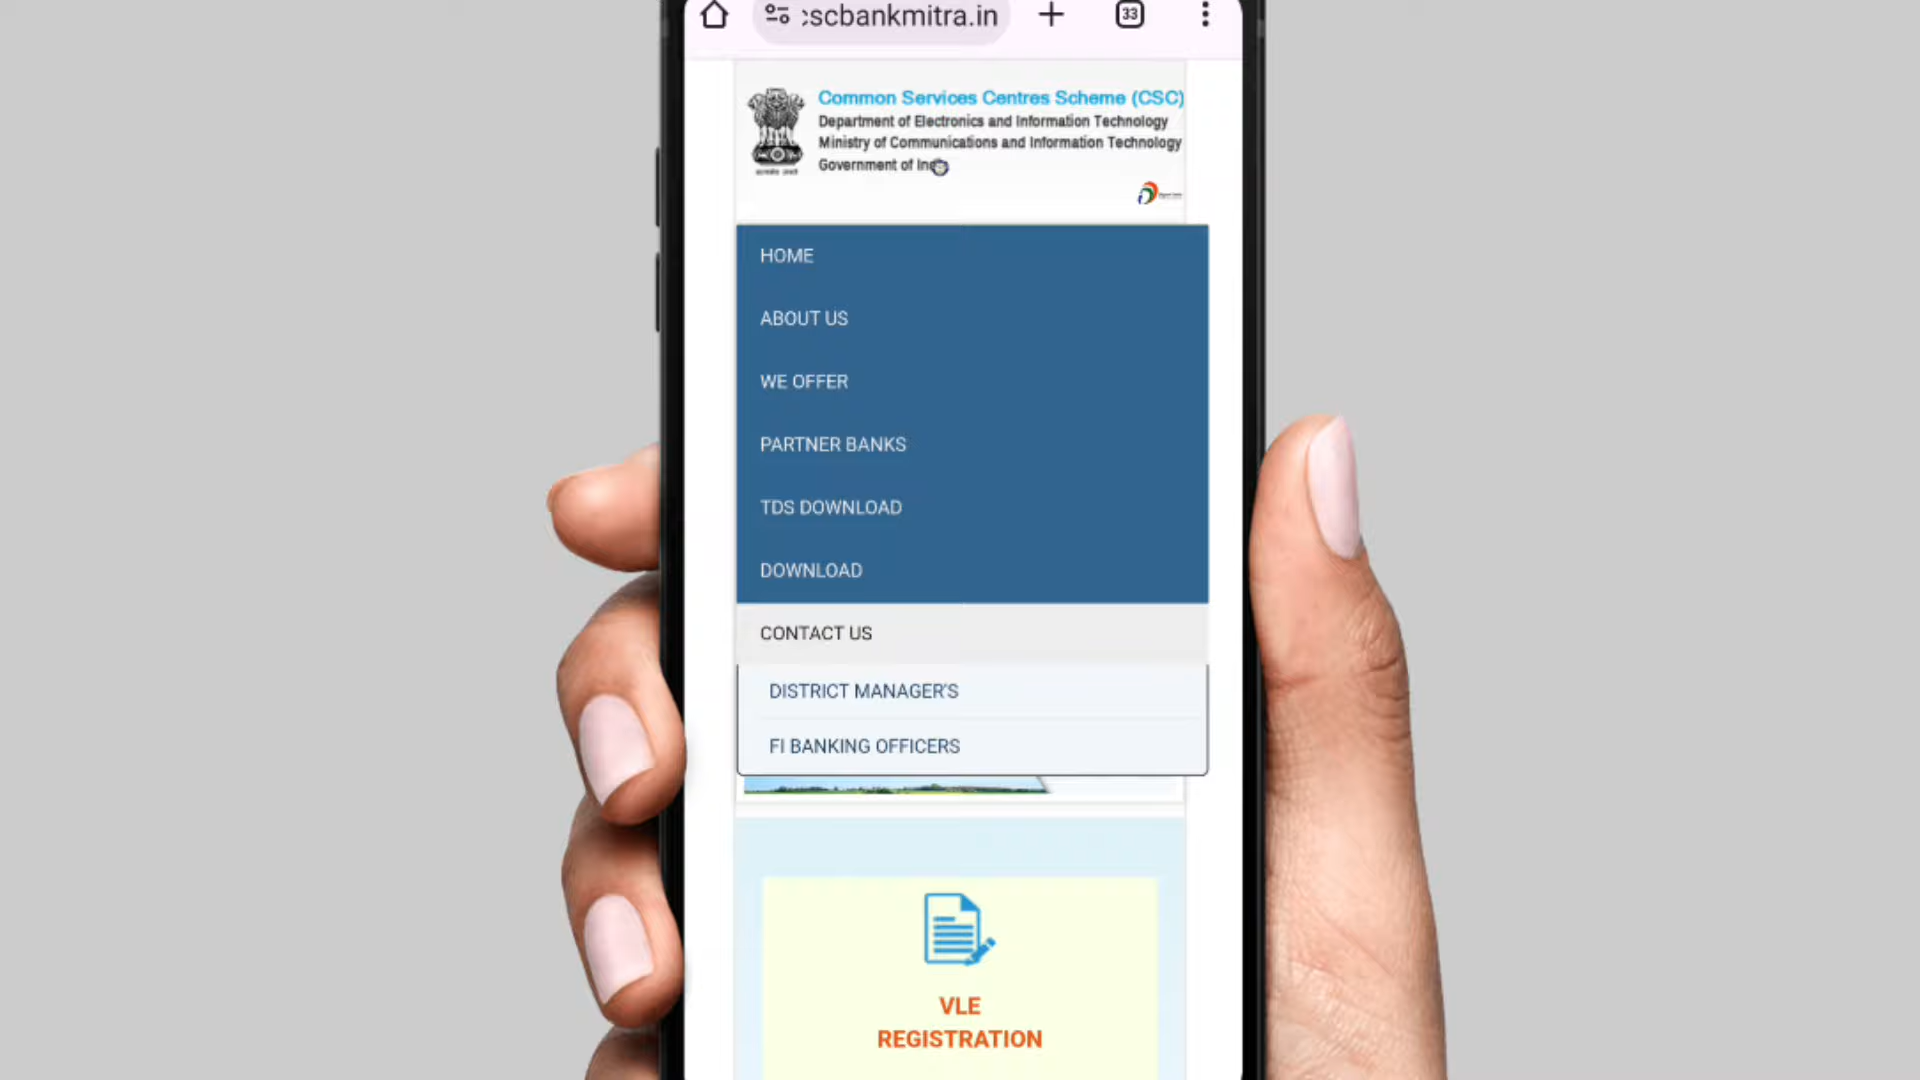 :scbankmitra.in
33
Common Services Centres Scheme (CSC)
Department of Electronics and Information Technology
Ministry of Communications and Information Technology
Government of In
HOME
ABOUT US
WE OFFER
PARTNER BANKS
TDS DOWNLOAD
DOWNLOAD
CONTACT US
DISTRICT MANAGER'S
FI BANKING OFFICERS
VLE
REGISTRATION